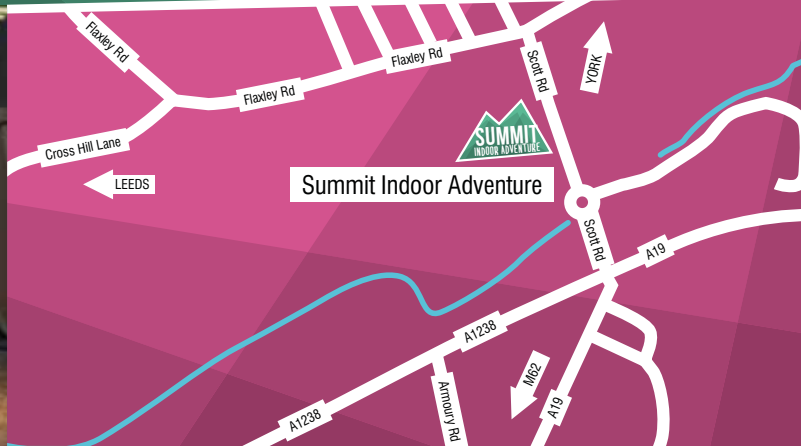 Flaxley Rd
Flaxley Rd
Flaxley Rd
Scott Rd
YORK
Cross Hill Lane
LEEDS
SUMMIT
INDOOR ADVENTURE
Summit Indoor Adventure
Scott Rd
A19
A1238
A1238
Armoury Rd
M62
A19